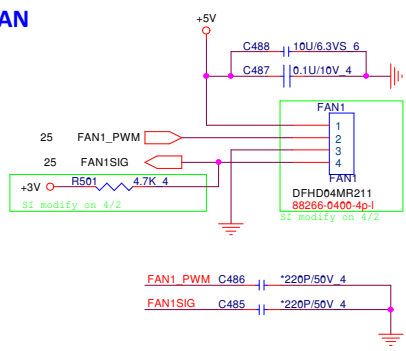 AN
+5V
C488 10U/6.3VS_6
C487 0.1U/10V_4
FAN1
25 FAN1_PWM
1
2
3
4
25 FAN1SIG
FAN1
+3V R501 4.7K_4
DFHD04MR211
88266-0400-4p-l
SI modify on 4/2
SI modify on 4/2
FAN1_PWM C486 *220P/50V_4
FAN1SIG C485 *220P/50V_4